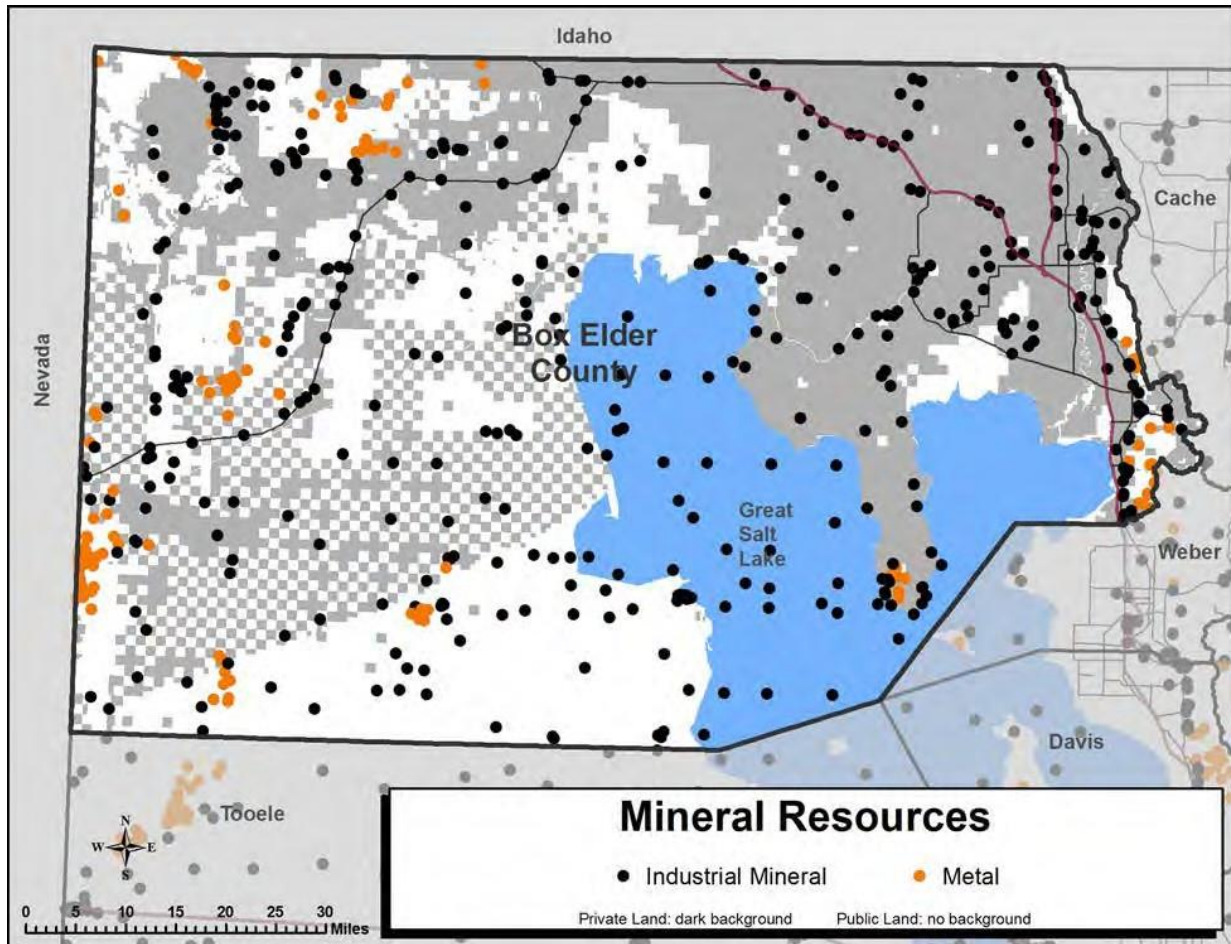 Idaho
Cache
Nevada
Box Elder
County
Great
Salt
Lake
Weber
Davis
Tooele
N
W E
S
0 5 10 15 20 30
Miles
Mineral Resources
Industrial Mineral Metal
Private Land: dark background Public Land: no background